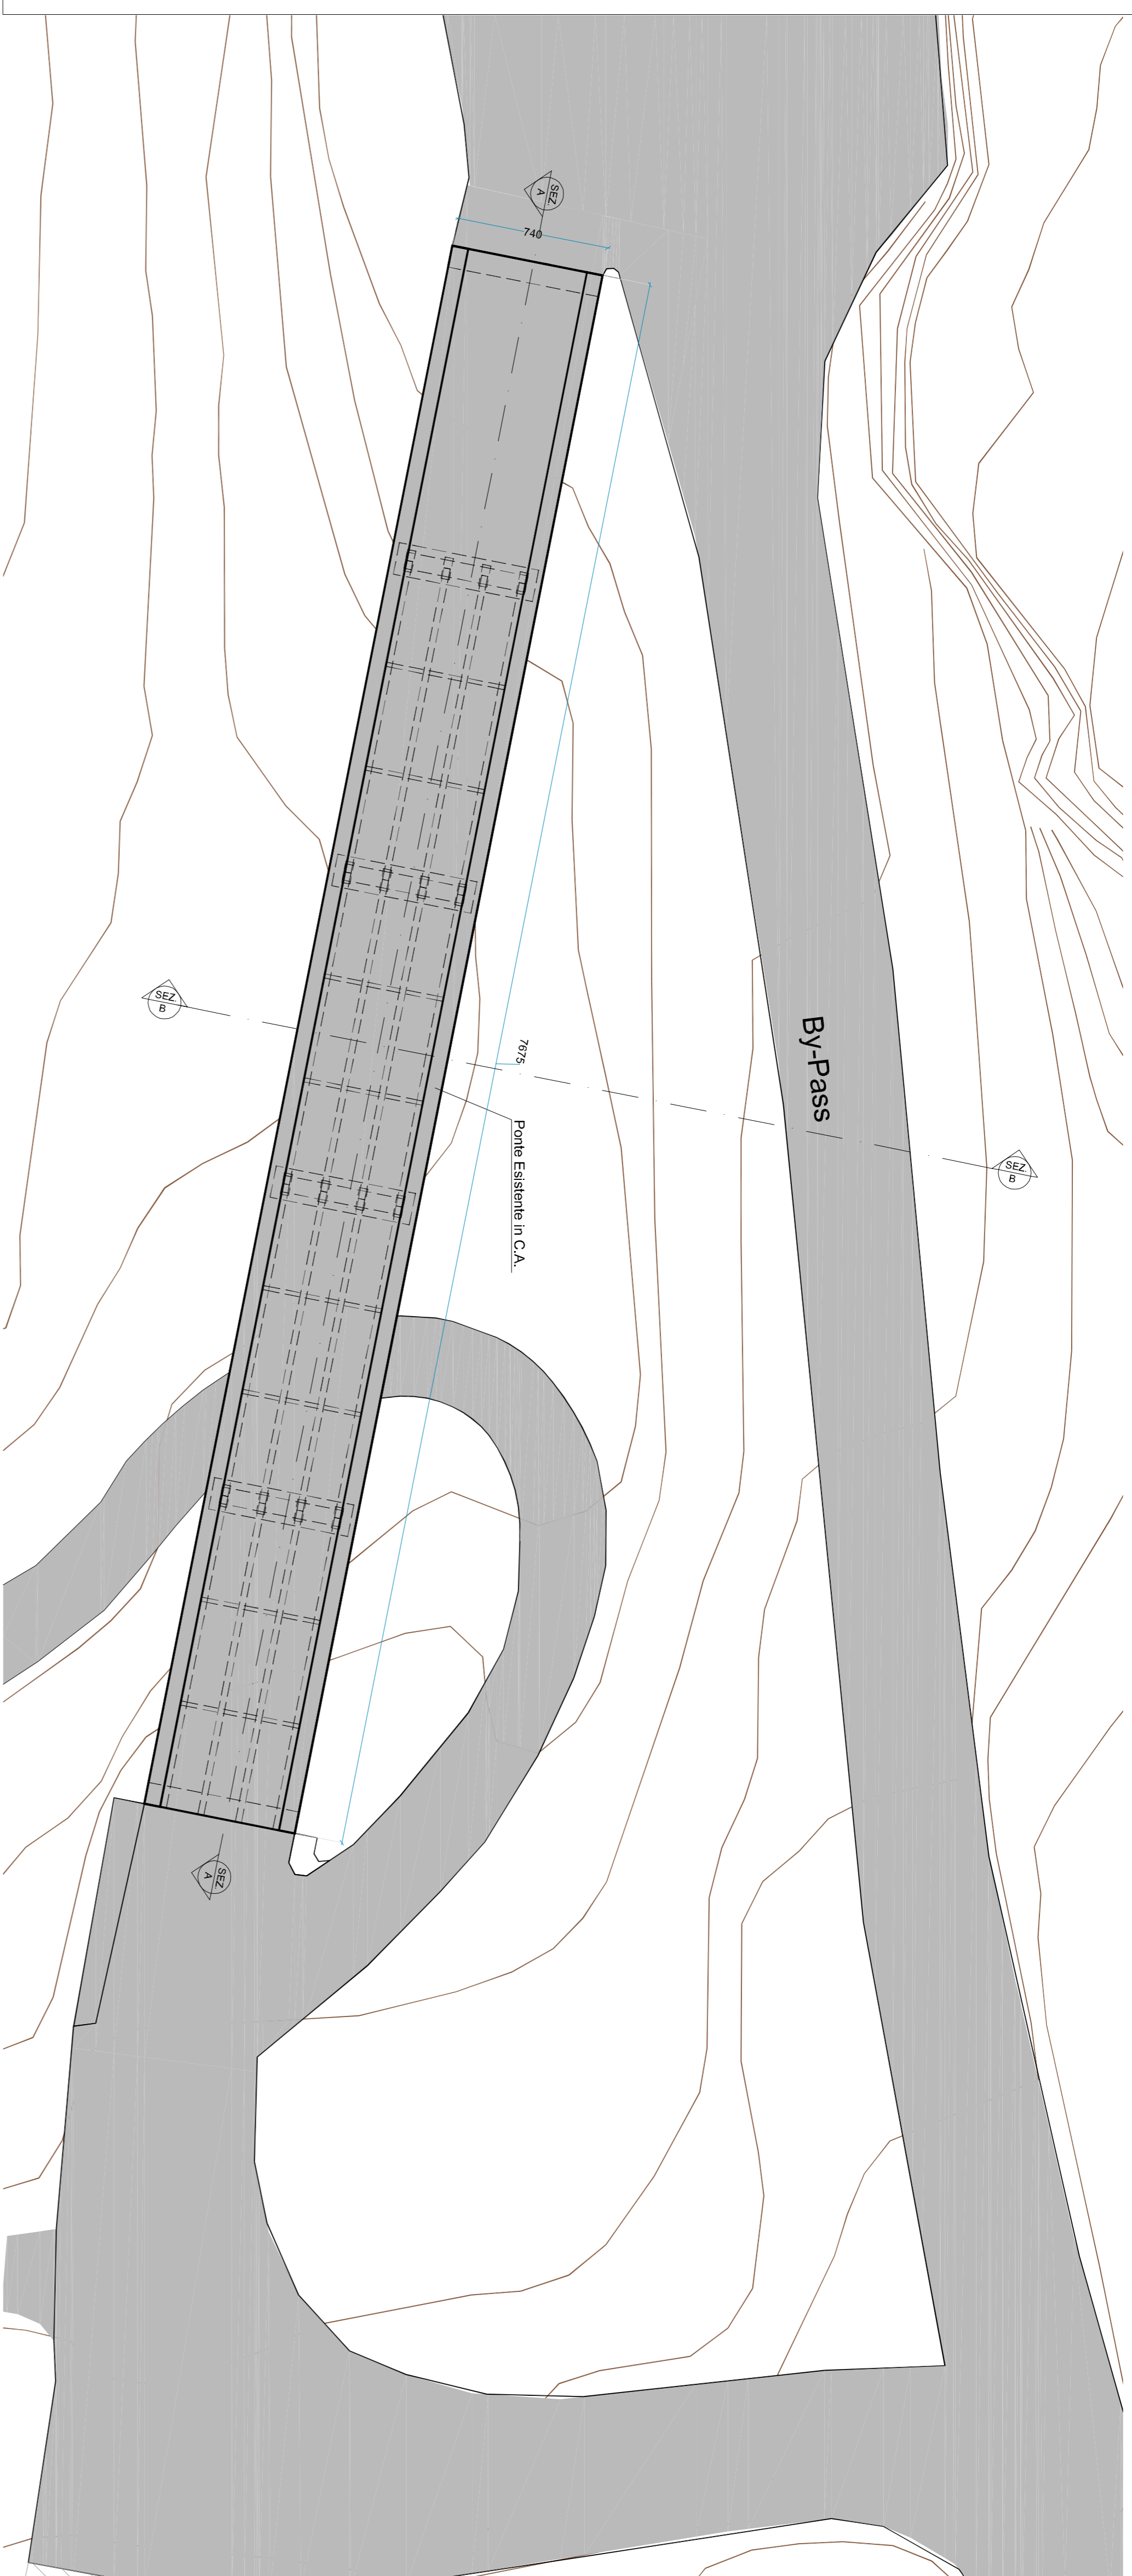 SEZ.
A
740
SEZ.
B
7675
By-Pass
Ponte Esistente in C.A.
SEZ.
B
SEZ.
A